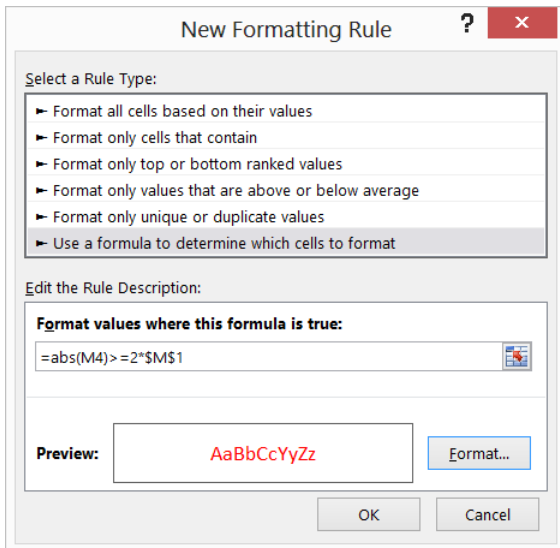 New Formatting Rule ? ×
Select a Rule Type:
► Format all cells based on their values
► Format only cells that contain
► Format only top or bottom ranked values
► Format only values that are above or below average
► Format only unique or duplicate values
► Use a formula to determine which cells to format
Edit the Rule Description:
Format values where this formula is true:
=abs(M4)>=2*$M$1
Preview: AaBbCcYyZz Format...
OK Cancel